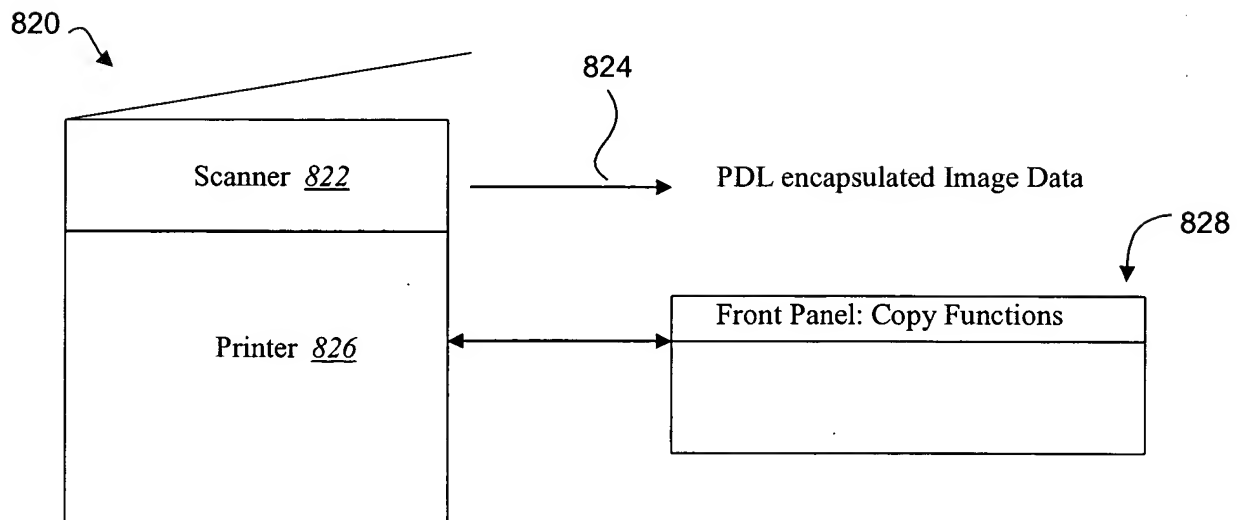 820
824
Scanner 822
PDL encapsulated Image Data
828
Front Panel: Copy Functions
Printer 826